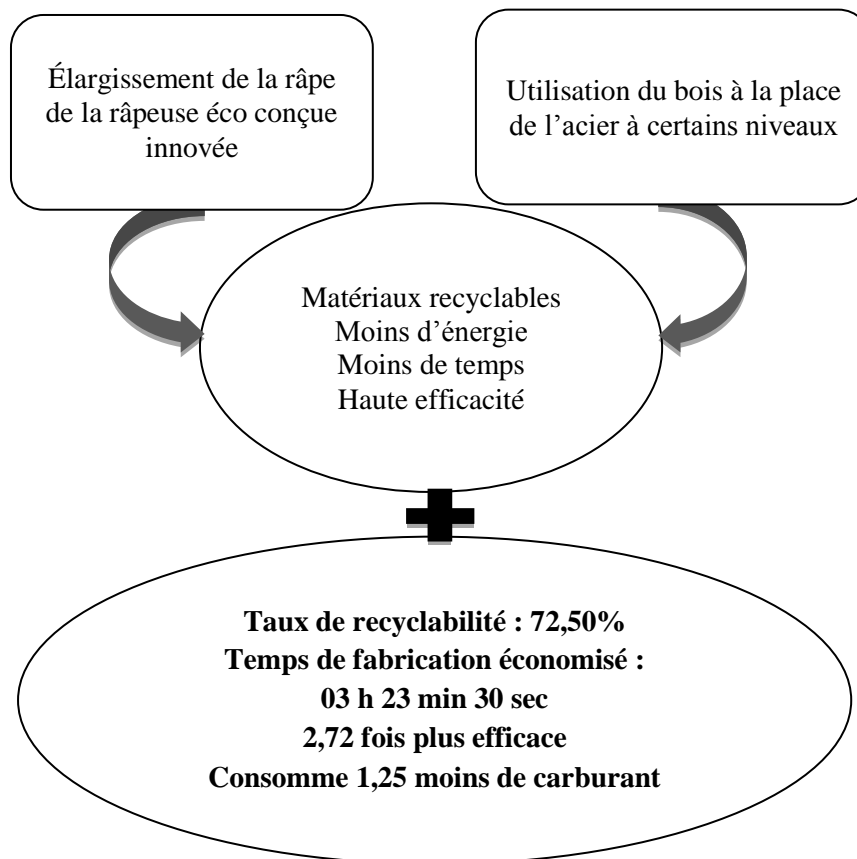 Élargissement de la râpe
de la râpeuse éco conçue
innovée
Utilisation du bois à la place
de l’acier à certains niveaux
Matériaux recyclables
Moins d’énergie
Moins de temps
Haute efficacité
Taux de recyclabilité : 72,50%
Temps de fabrication économisé :
03 h 23 min 30 sec
2,72 fois plus efficace
Consomme 1,25 moins de carburant